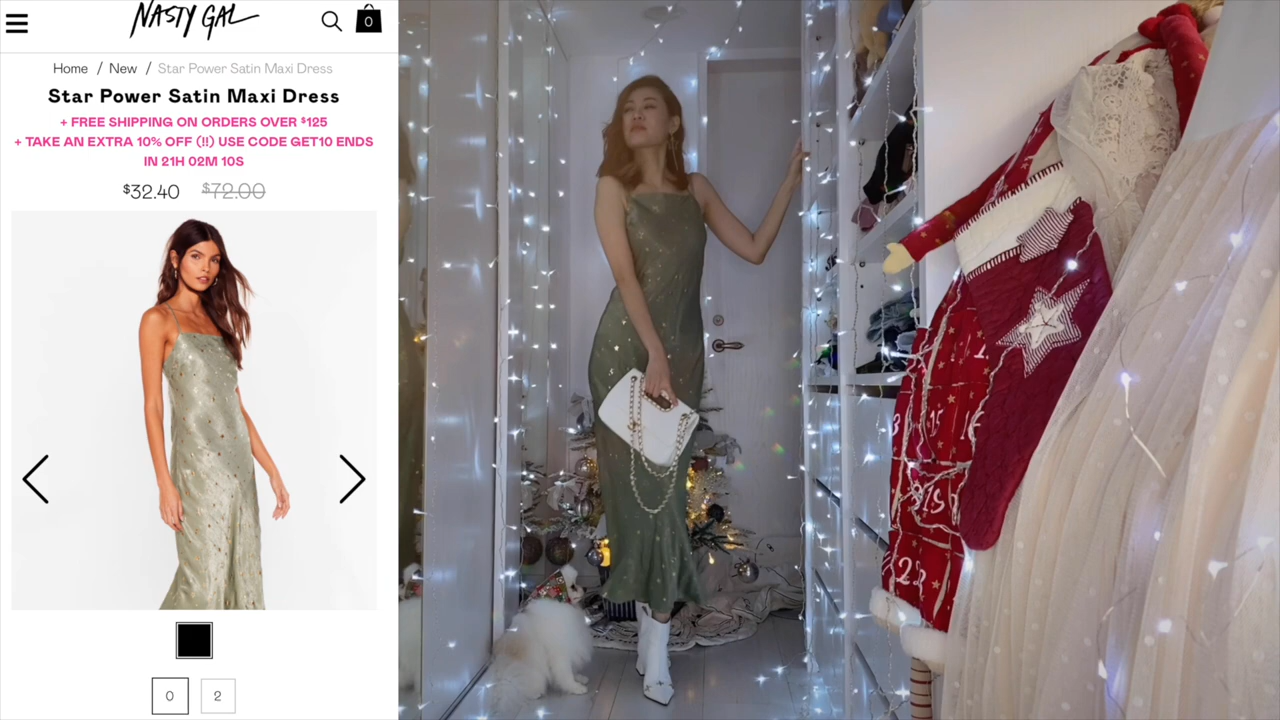 NASTY GAL
0
Home / New / Star Power Satin Maxi Dress
Star Power Satin Maxi Dress
+ FREE SHIPPING ON ORDERS OVER $125
+ TAKE AN EXTRA 10% OFF (!!) USE CODE GET10 ENDS
IN 21H 02M 10S
$32.40 $72.00
0 2
15
23